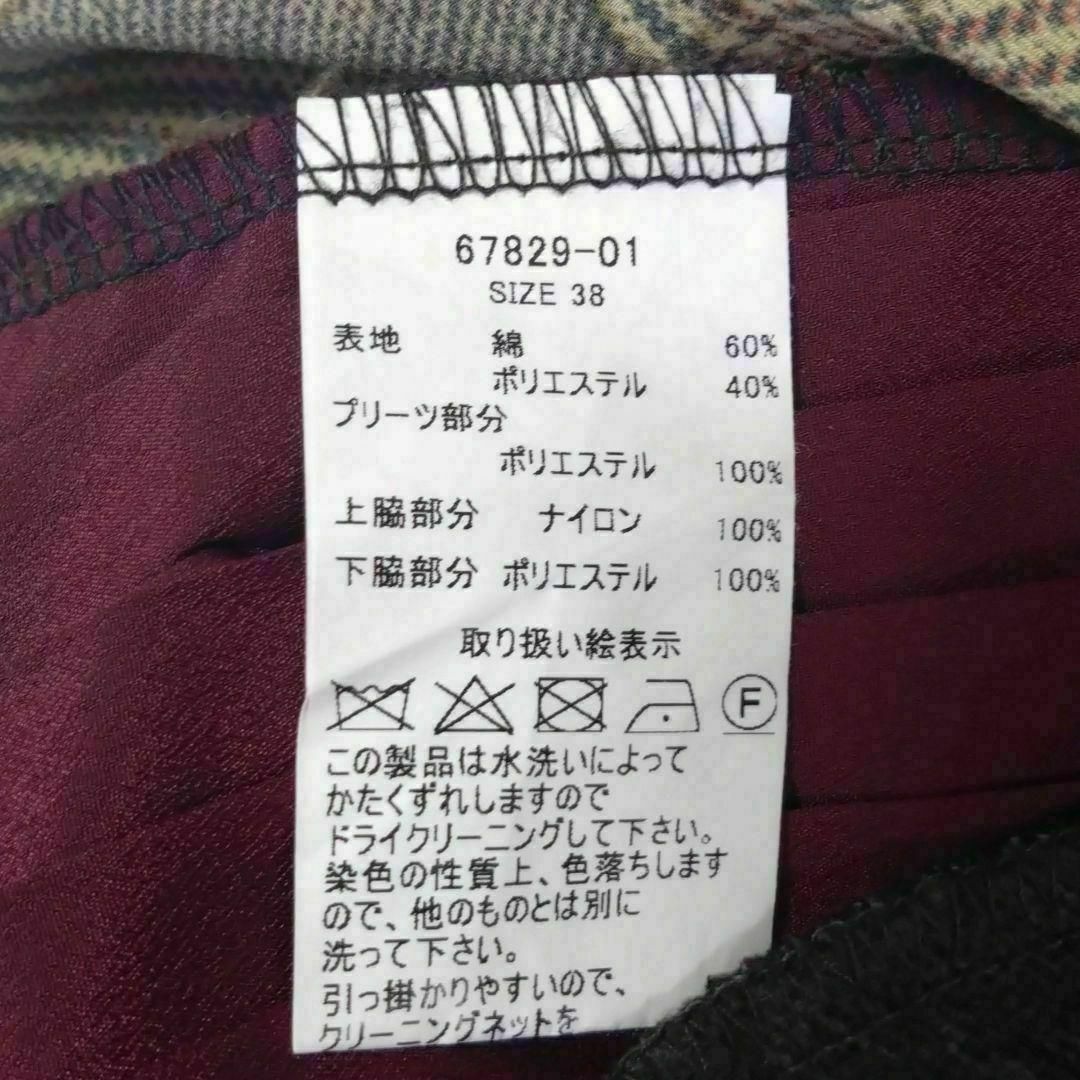 67829-01
SIZE 38
表地 綿 60%
ポリエステル 40%
プリーツ部分
ポリエステル 100%
上脇部分 ナイロン 100%
下脇部分 ポリエステル 100%
取り扱い絵表示
F
この製品は水洗いによって
かたくずれしますので
ドライクリーニングして下さい。
染色の性質上、色落ちします
ので、他のものとは別に
洗って下さい。
引っ掛かりやすいので、
クリーニングネットを